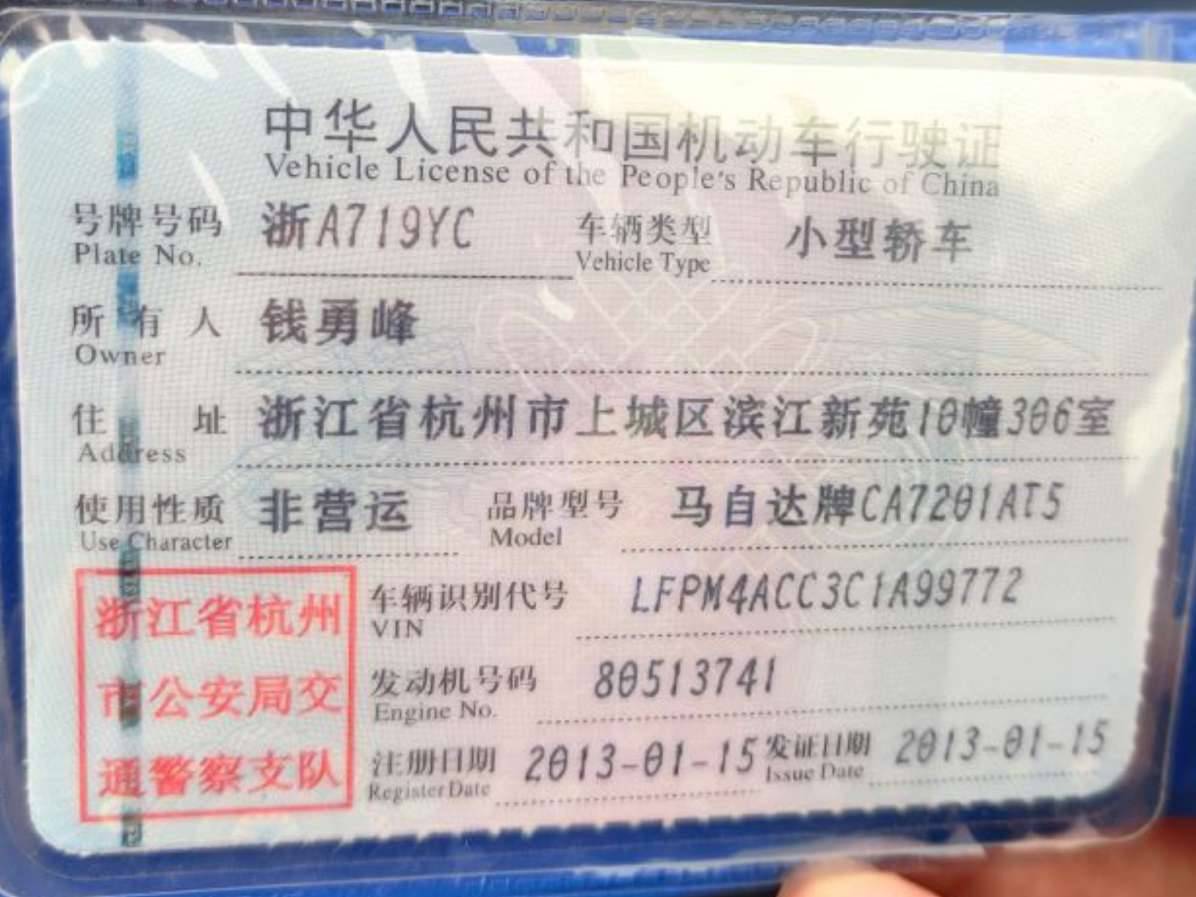 中华人民共和国机动车行驶证
Vehicle License of the People's Republic of China
号牌号码 浙A719YC 车辆类型 小型轿车
Plate No. Vehicle Type
所有人 钱勇峰
Owner
住址 浙江省杭州市上城区滨江新苑10幢306室
Address
使用性质 非营运 品牌型号 马自达牌CA7201AT5
Use Character Model
浙江省杭州 车辆识别代号 LFPM4ACC3C1A99772
VIN
市公安局交 发动机号码 80513741
Engine No.
通警察支队 注册日期 2013-01-15 发证日期 2013-01-15
Register Date Issue Date